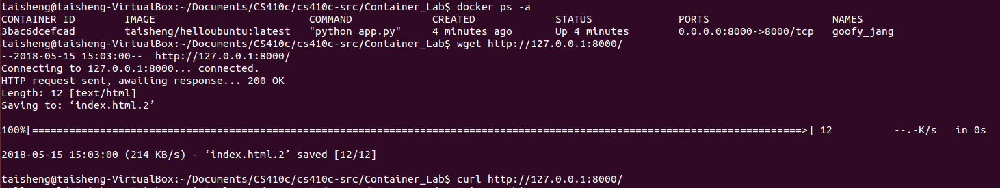 taisheng@taisheng-VirtualBox:~/Documents/CS410c/cs410c-src/Container_Lab$ docker ps -a
CONTAINER ID        IMAGE                         COMMAND             CREATED             STATUS              PORTS                    NAMES
3bac6dcefcad        taisheng/helloubuntu:latest   "python app.py"     4 minutes ago       Up 4 minutes        0.0.0.0:8000->8000/tcp   goofy_jang
taisheng@taisheng-VirtualBox:~/Documents/CS410c/cs410c-src/Container_Lab$ wget http://127.0.0.1:8000/
--2018-05-15 15:03:00--  http://127.0.0.1:8000/
Connecting to 127.0.0.1:8000... connected.
HTTP request sent, awaiting response... 200 OK
Length: 12 [text/html]
Saving to: ‘index.html.2’
100%[=============================================================================================================================>] 12          --.-K/s   in 0s
2018-05-15 15:03:00 (214 KB/s) - ‘index.html.2’ saved [12/12]
taisheng@taisheng-VirtualBox:~/Documents/CS410c/cs410c-src/Container_Lab$ curl http://127.0.0.1:8000/